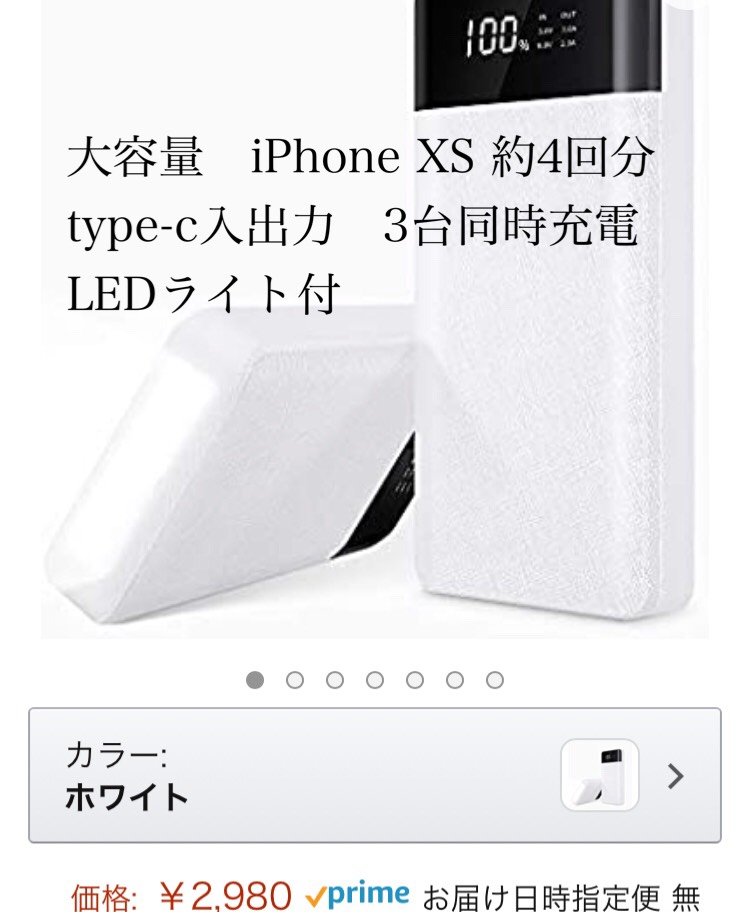 100%
IN OUT
大容量　iPhone XS 約4回分
type-c入出力　3台同時充電
LEDライト付
カラー:
ホワイト
価格: ￥2,980 prime お届け日時指定便 無